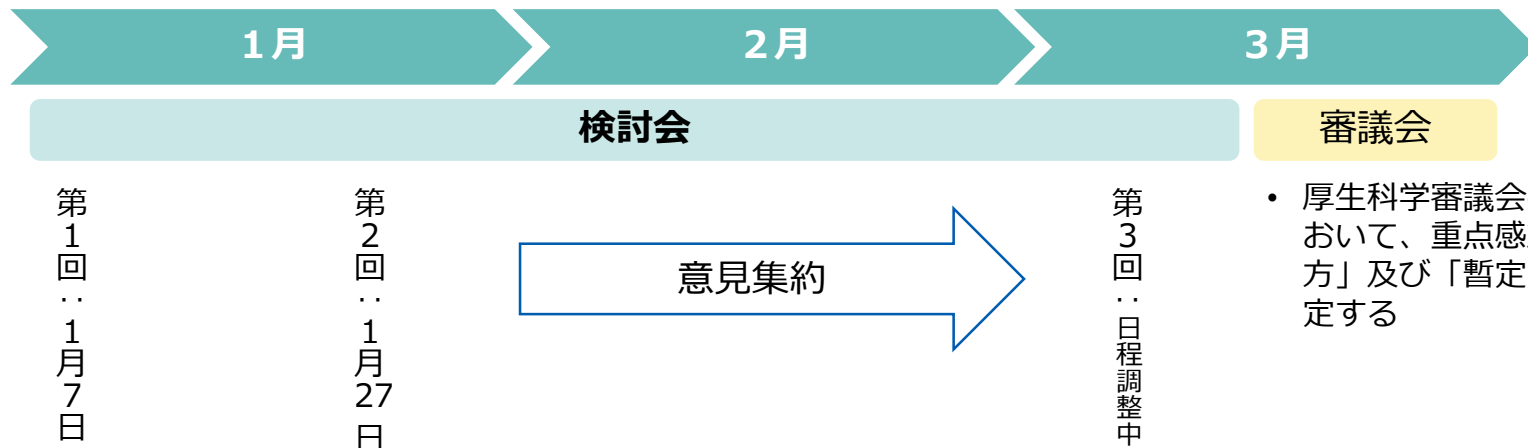 1月
2月
3月
検討会
審議会
第1回：1月7日
第2回：1月27日
意見集約
第3回：日程調整中
• 厚生科学審議会
おいて、重点感
方」及び「暫定
定する